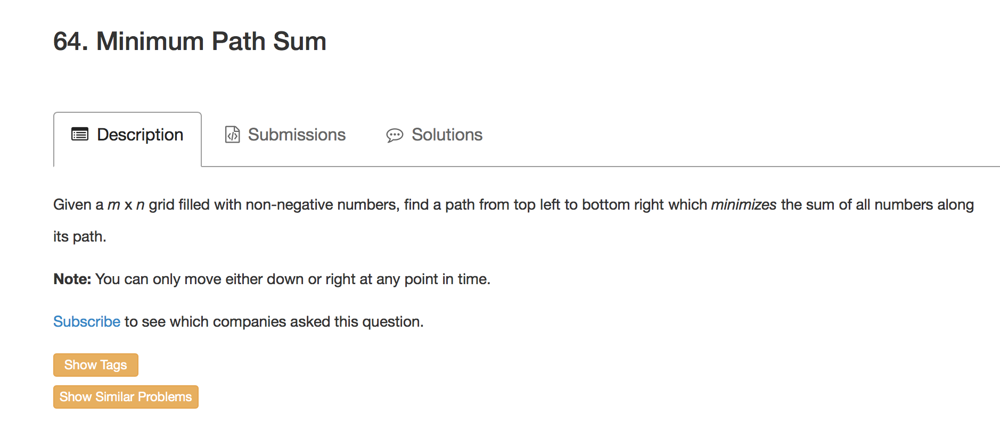 64. Minimum Path Sum
Description
Submissions
Solutions
Given a m x n grid filled with non-negative numbers, find a path from top left to bottom right which minimizes the sum of all numbers along
its path.
Note: You can only move either down or right at any point in time.
Subscribe to see which companies asked this question.
Show Tags
Show Similar Problems